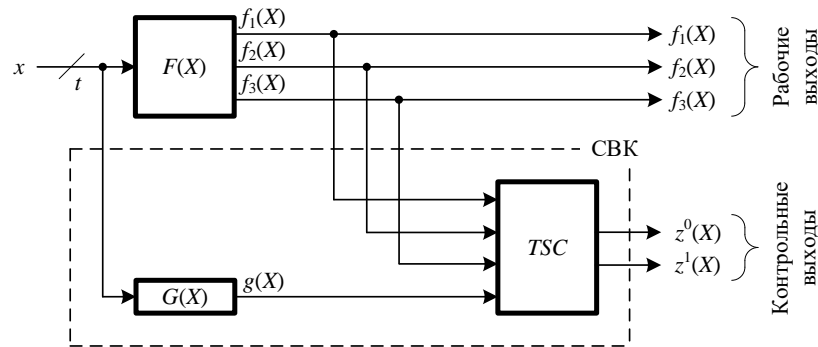 f₁(X)
f₂(X)
f₃(X)
x
t
F(X)
f₁(X)
f₂(X)
f₃(X)
Рабочие
выходы
СВК
TSC
G(X)
g(X)
z⁰(X)
z¹(X)
Контрольные
выходы